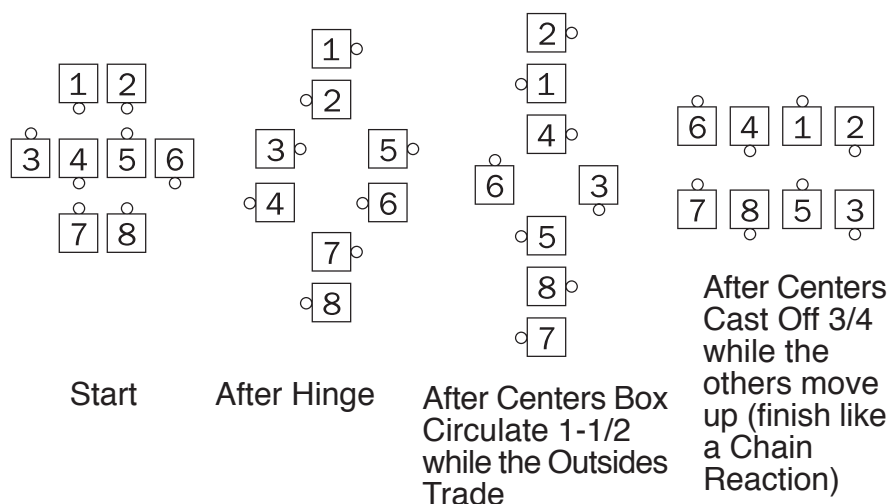 1 2
3 4 5 6
7 8
Start
1
2
3 5
4 6
7
8
After Hinge
2
1
4
6 3
5
8
7
After Centers Box
Circulate 1-1/2
while the Outsides
Trade
6 4 1 2
7 8 5 3
After Centers
Cast Off 3/4
while the
others move
up (finish like
a Chain
Reaction)